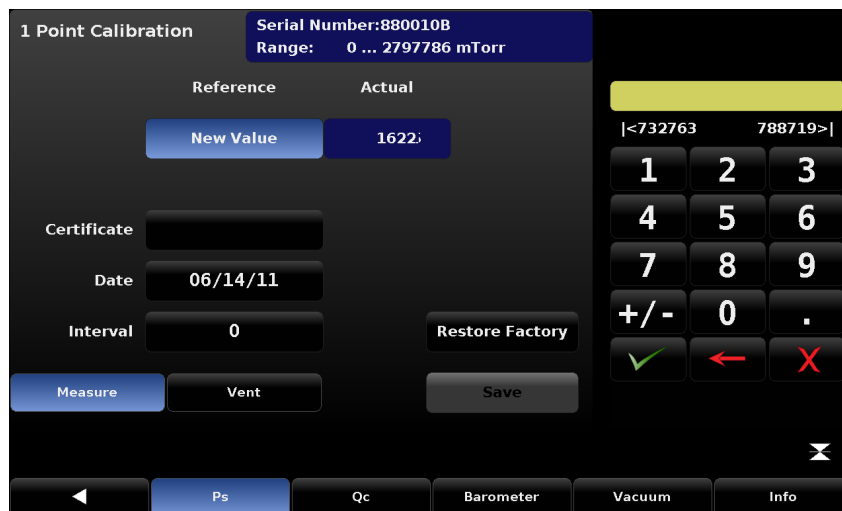 1 Point Calibration
Serial Number:880010B
Range: 0 ... 2797786 mTorr
Reference Actual
New Value
|<732763 788719>|
1 2 3
4 5 6
7 8 9
+/- 0 .
X
Certificate
Date 06/14/11
Interval 0
Restore Factory
Measure Vent Save
Ps Qc Barometer Vacuum Info